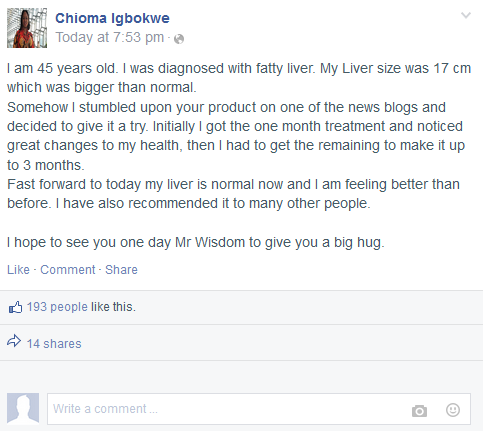 Chioma Igbokwe
Today at 7:53 pm ·
I am 45 years old. I was diagnosed with fatty liver. My Liver size was 17 cm
which was bigger than normal.
Somehow I stumbled upon your product on one of the news blogs and
decided to give it a try. Initially I got the one month treatment and noticed
great changes to my health, then I had to get the remaining to make it up
to 3 months.
Fast forward to today my liver is normal now and I am feeling better than
before. I have also recommended it to many other people.
I hope to see you one day Mr Wisdom to give you a big hug.
Like · Comment · Share
193 people like this.
14 shares
Write a comment ...